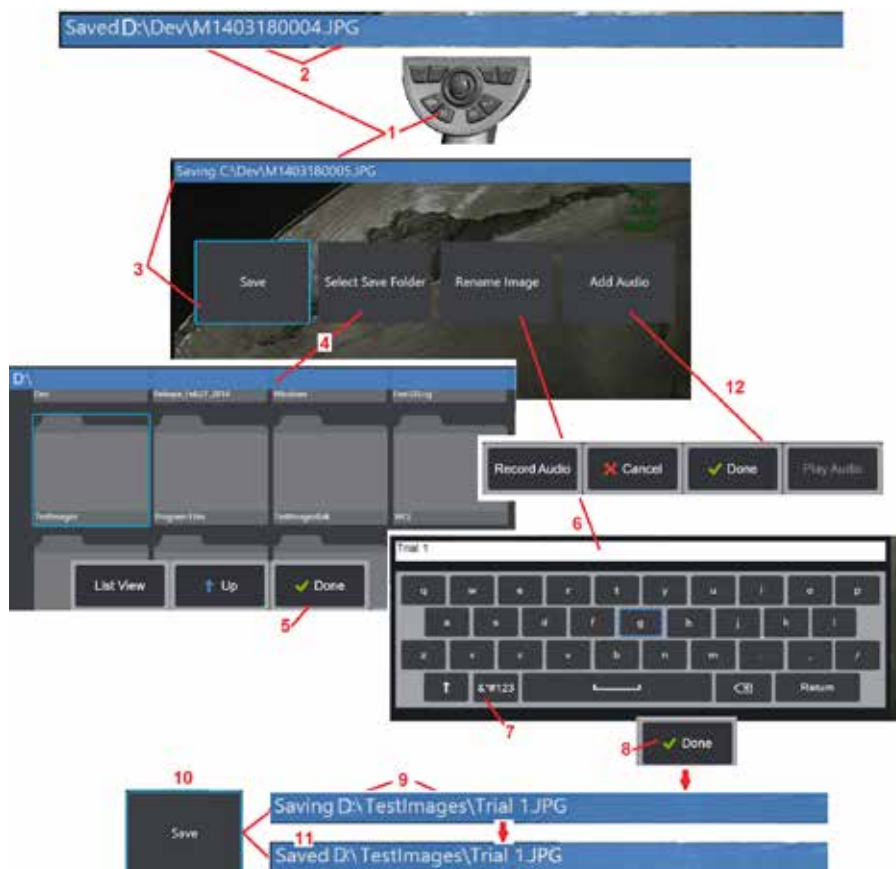 Saved D:\Dev\M1403180004.JPG
2
1
Saving C:\Dev\M1403180005.JPG
3
Save
Select Save Folder
Rename Image
Add Audio
4
12
D:\
Dev
Release_Feb27_2014
Windows
TestImages
Program Files
Record Audio
Cancel
Done
Play Audio
6
Trial 1
List View
Up
Done
5
q w e r t y u i o p
a s d f g h j k l
z x c v b n m . , /
&*#123
Return
7
8
Done
10
9
Saving D:\ TestImages\Trial 1.JPG
Save
11
Saved D:\ TestImages\Trial 1.JPG